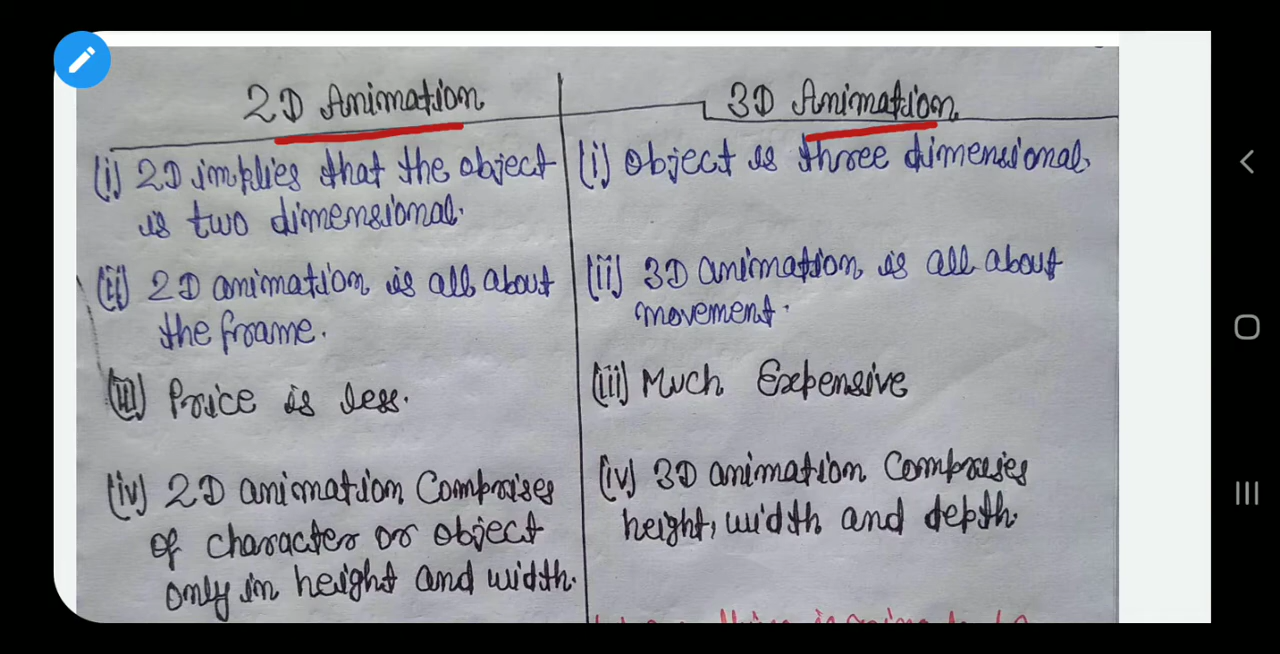 2D Animation
3D Animation
(i) 2D implies that the object
is two dimensional.
(ii) 2D animation is all about
the frame.
(iii) Price is less.
(iv) 2D animation Comprises
of character or object
only in height and width.
(i) Object is three dimensional.
(ii) 3D animation is all about
movement.
(iii) Much Expensive
(iv) 3D animation Comprises
height, width and depth.